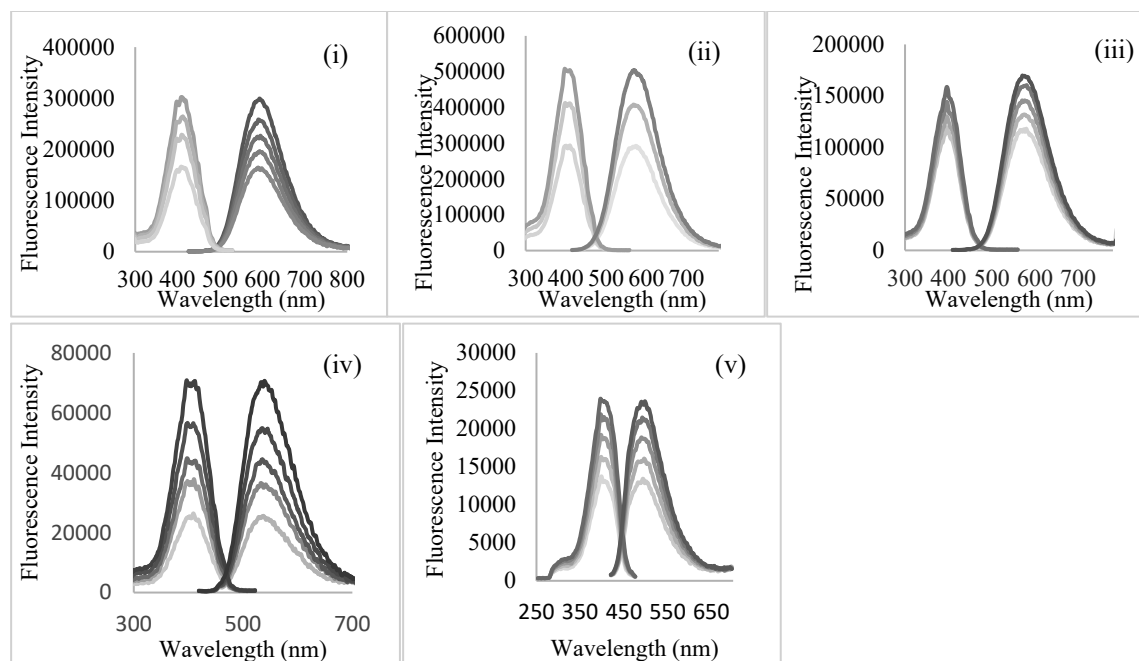 (i)
Fluorescence Intensity
400000
300000
200000
100000
0
300 400 500 600 700 800
Wavelength (nm)
(ii)
Fluorescence Intensity
600000
500000
400000
300000
200000
100000
0
300 400 500 600 700
Wavelength (nm)
(iii)
Fluorescence Intensity
200000
150000
100000
50000
0
300 400 500 600 700
Wavelength (nm)
(iv)
Fluorescence Intensity
80000
60000
40000
20000
0
300 500 700
Wavelength (nm)
(v)
Fluorescence Intensity
30000
25000
20000
15000
10000
5000
0
250 350 450 550 650
Wavelength (nm)